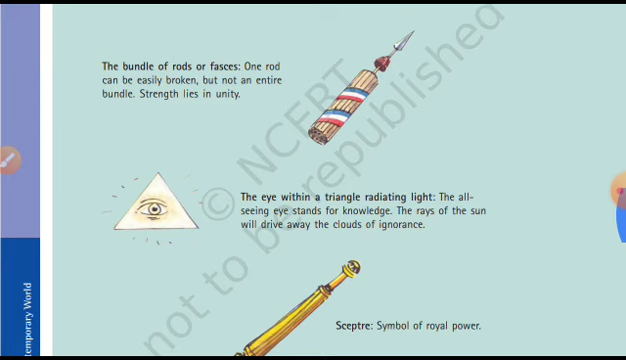 The bundle of rods or fasces: One rod
can be easily broken, but not an entire
bundle. Strength lies in unity.
The eye within a triangle radiating light: The all-
seeing eye stands for knowledge. The rays of the sun
will drive away the clouds of ignorance.
Sceptre: Symbol of royal power.
temporary World
© NCERT
not to be republished